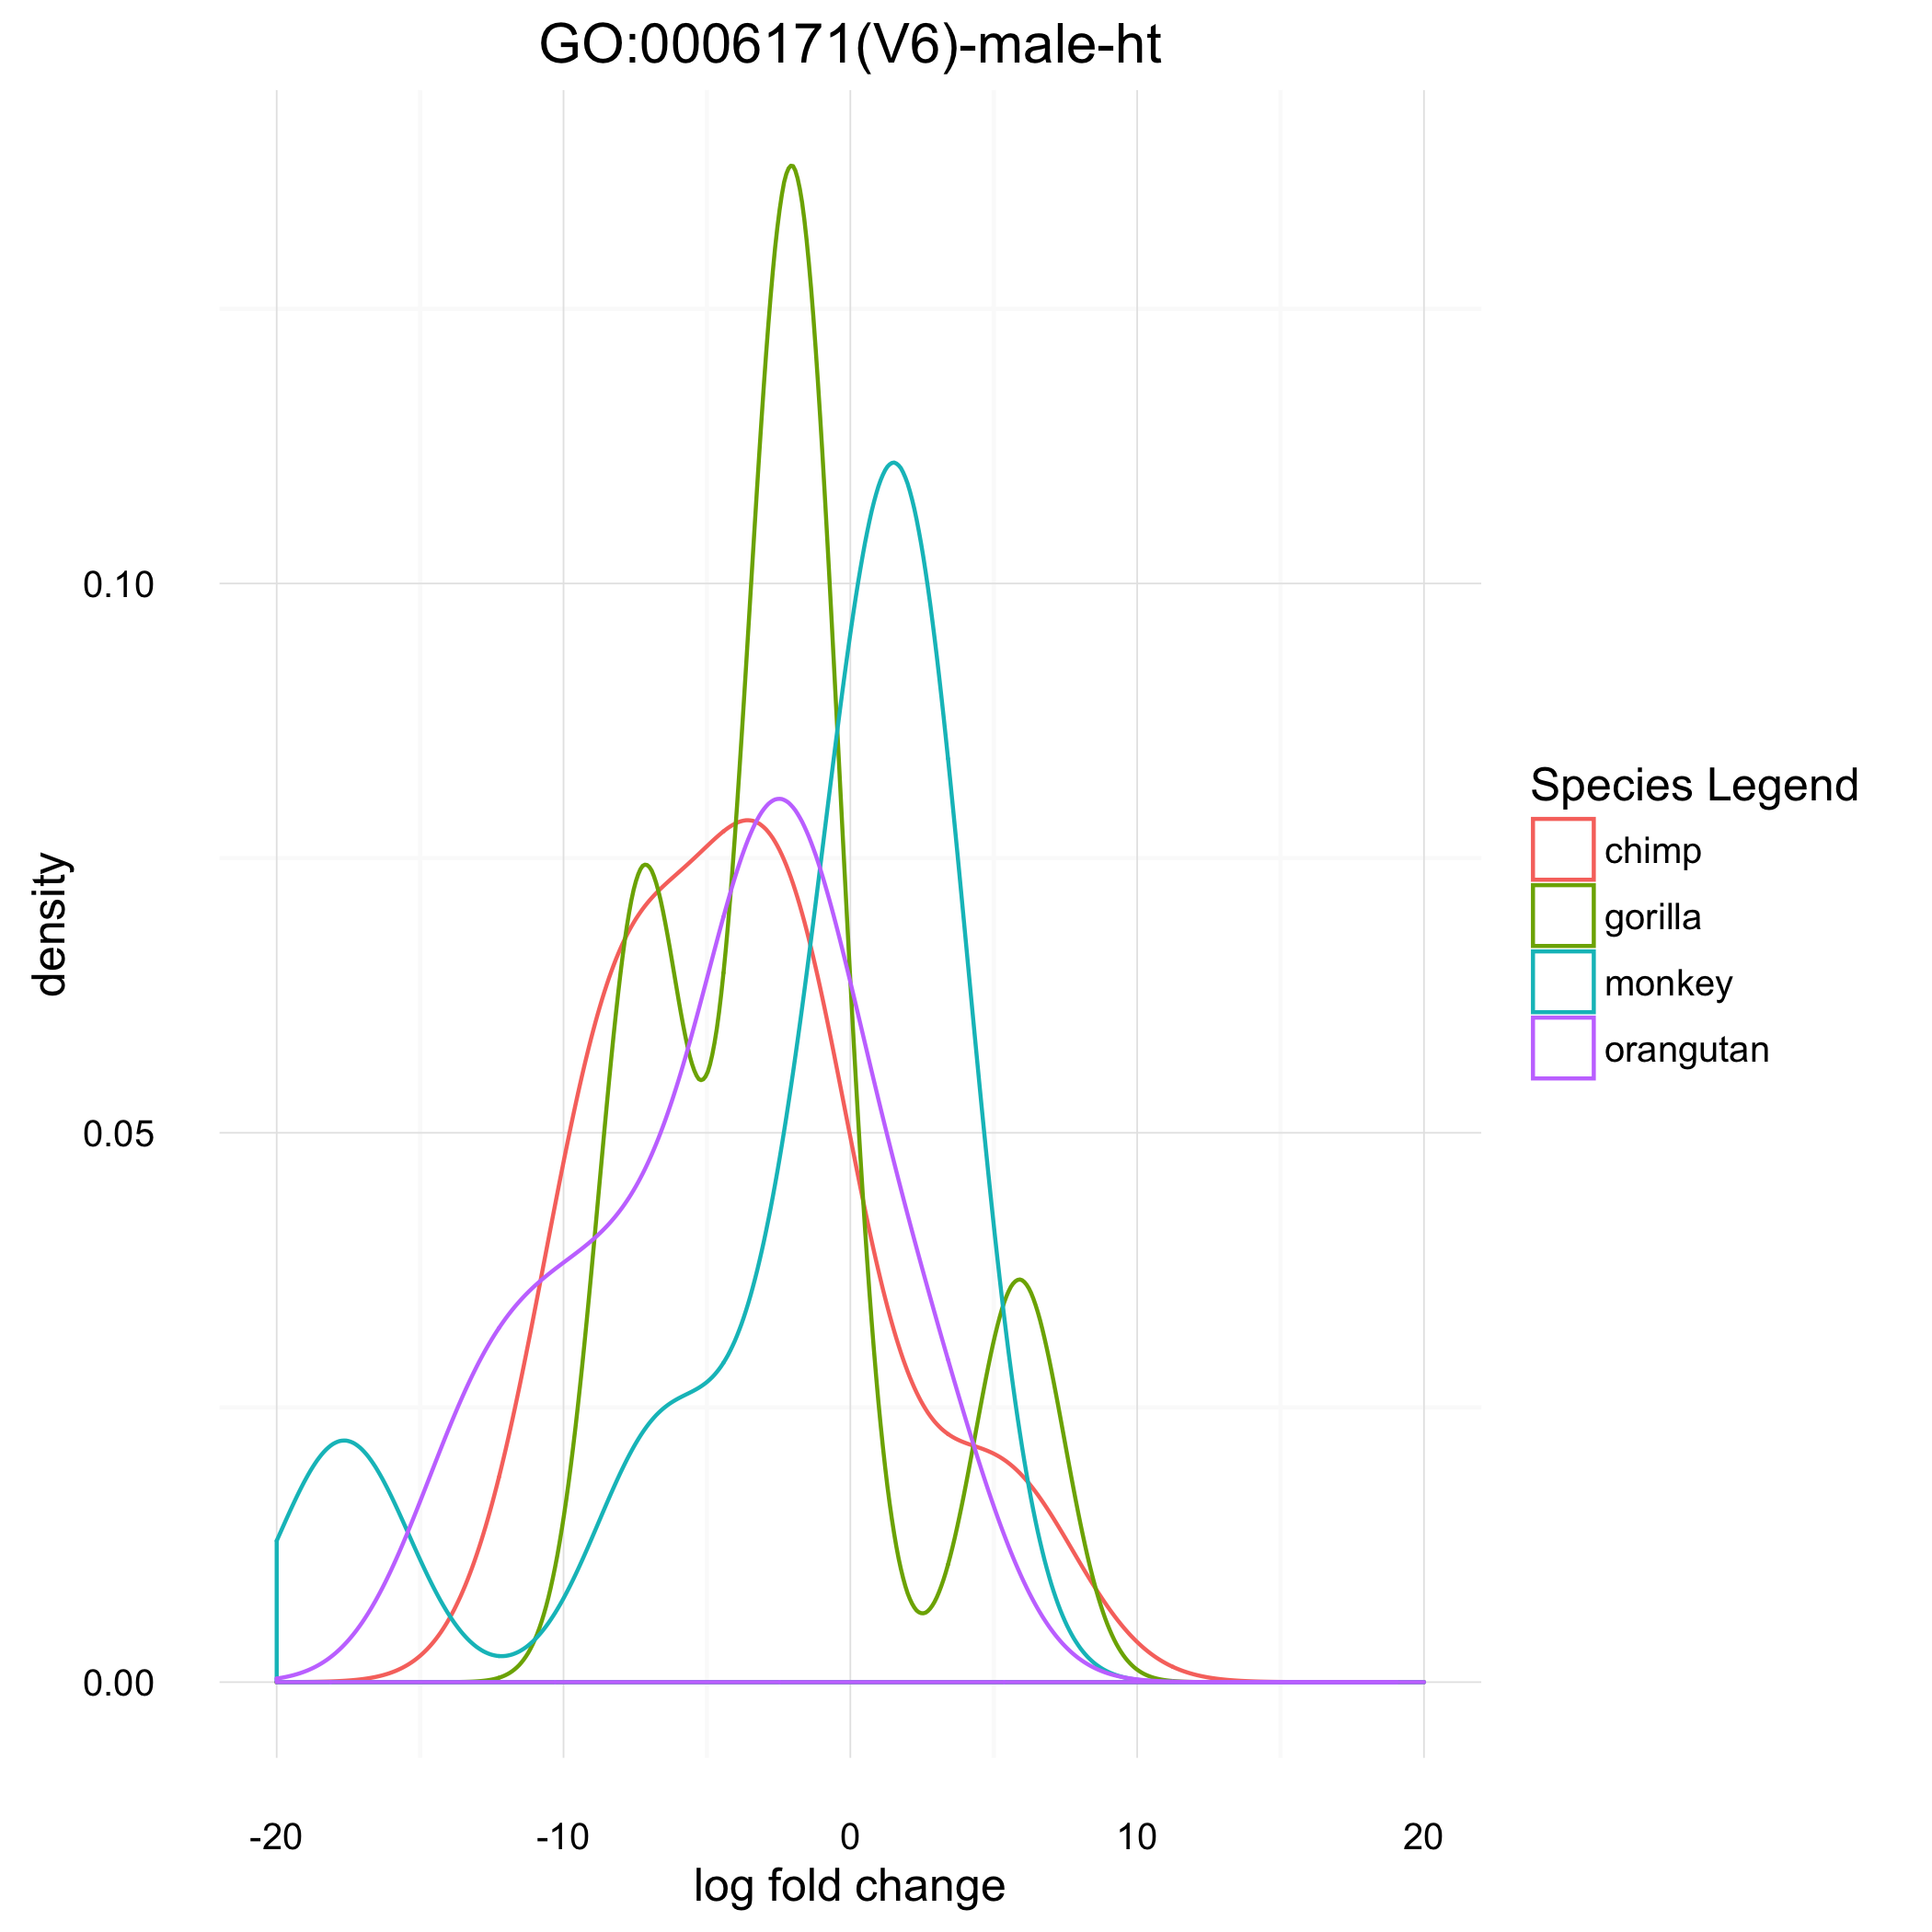 GO:0006171(V6)-male-ht
density
0.10
0.05
0.00
-20
-10
0
10
20
log fold change
Species Legend
chimp
gorilla
monkey
orangutan